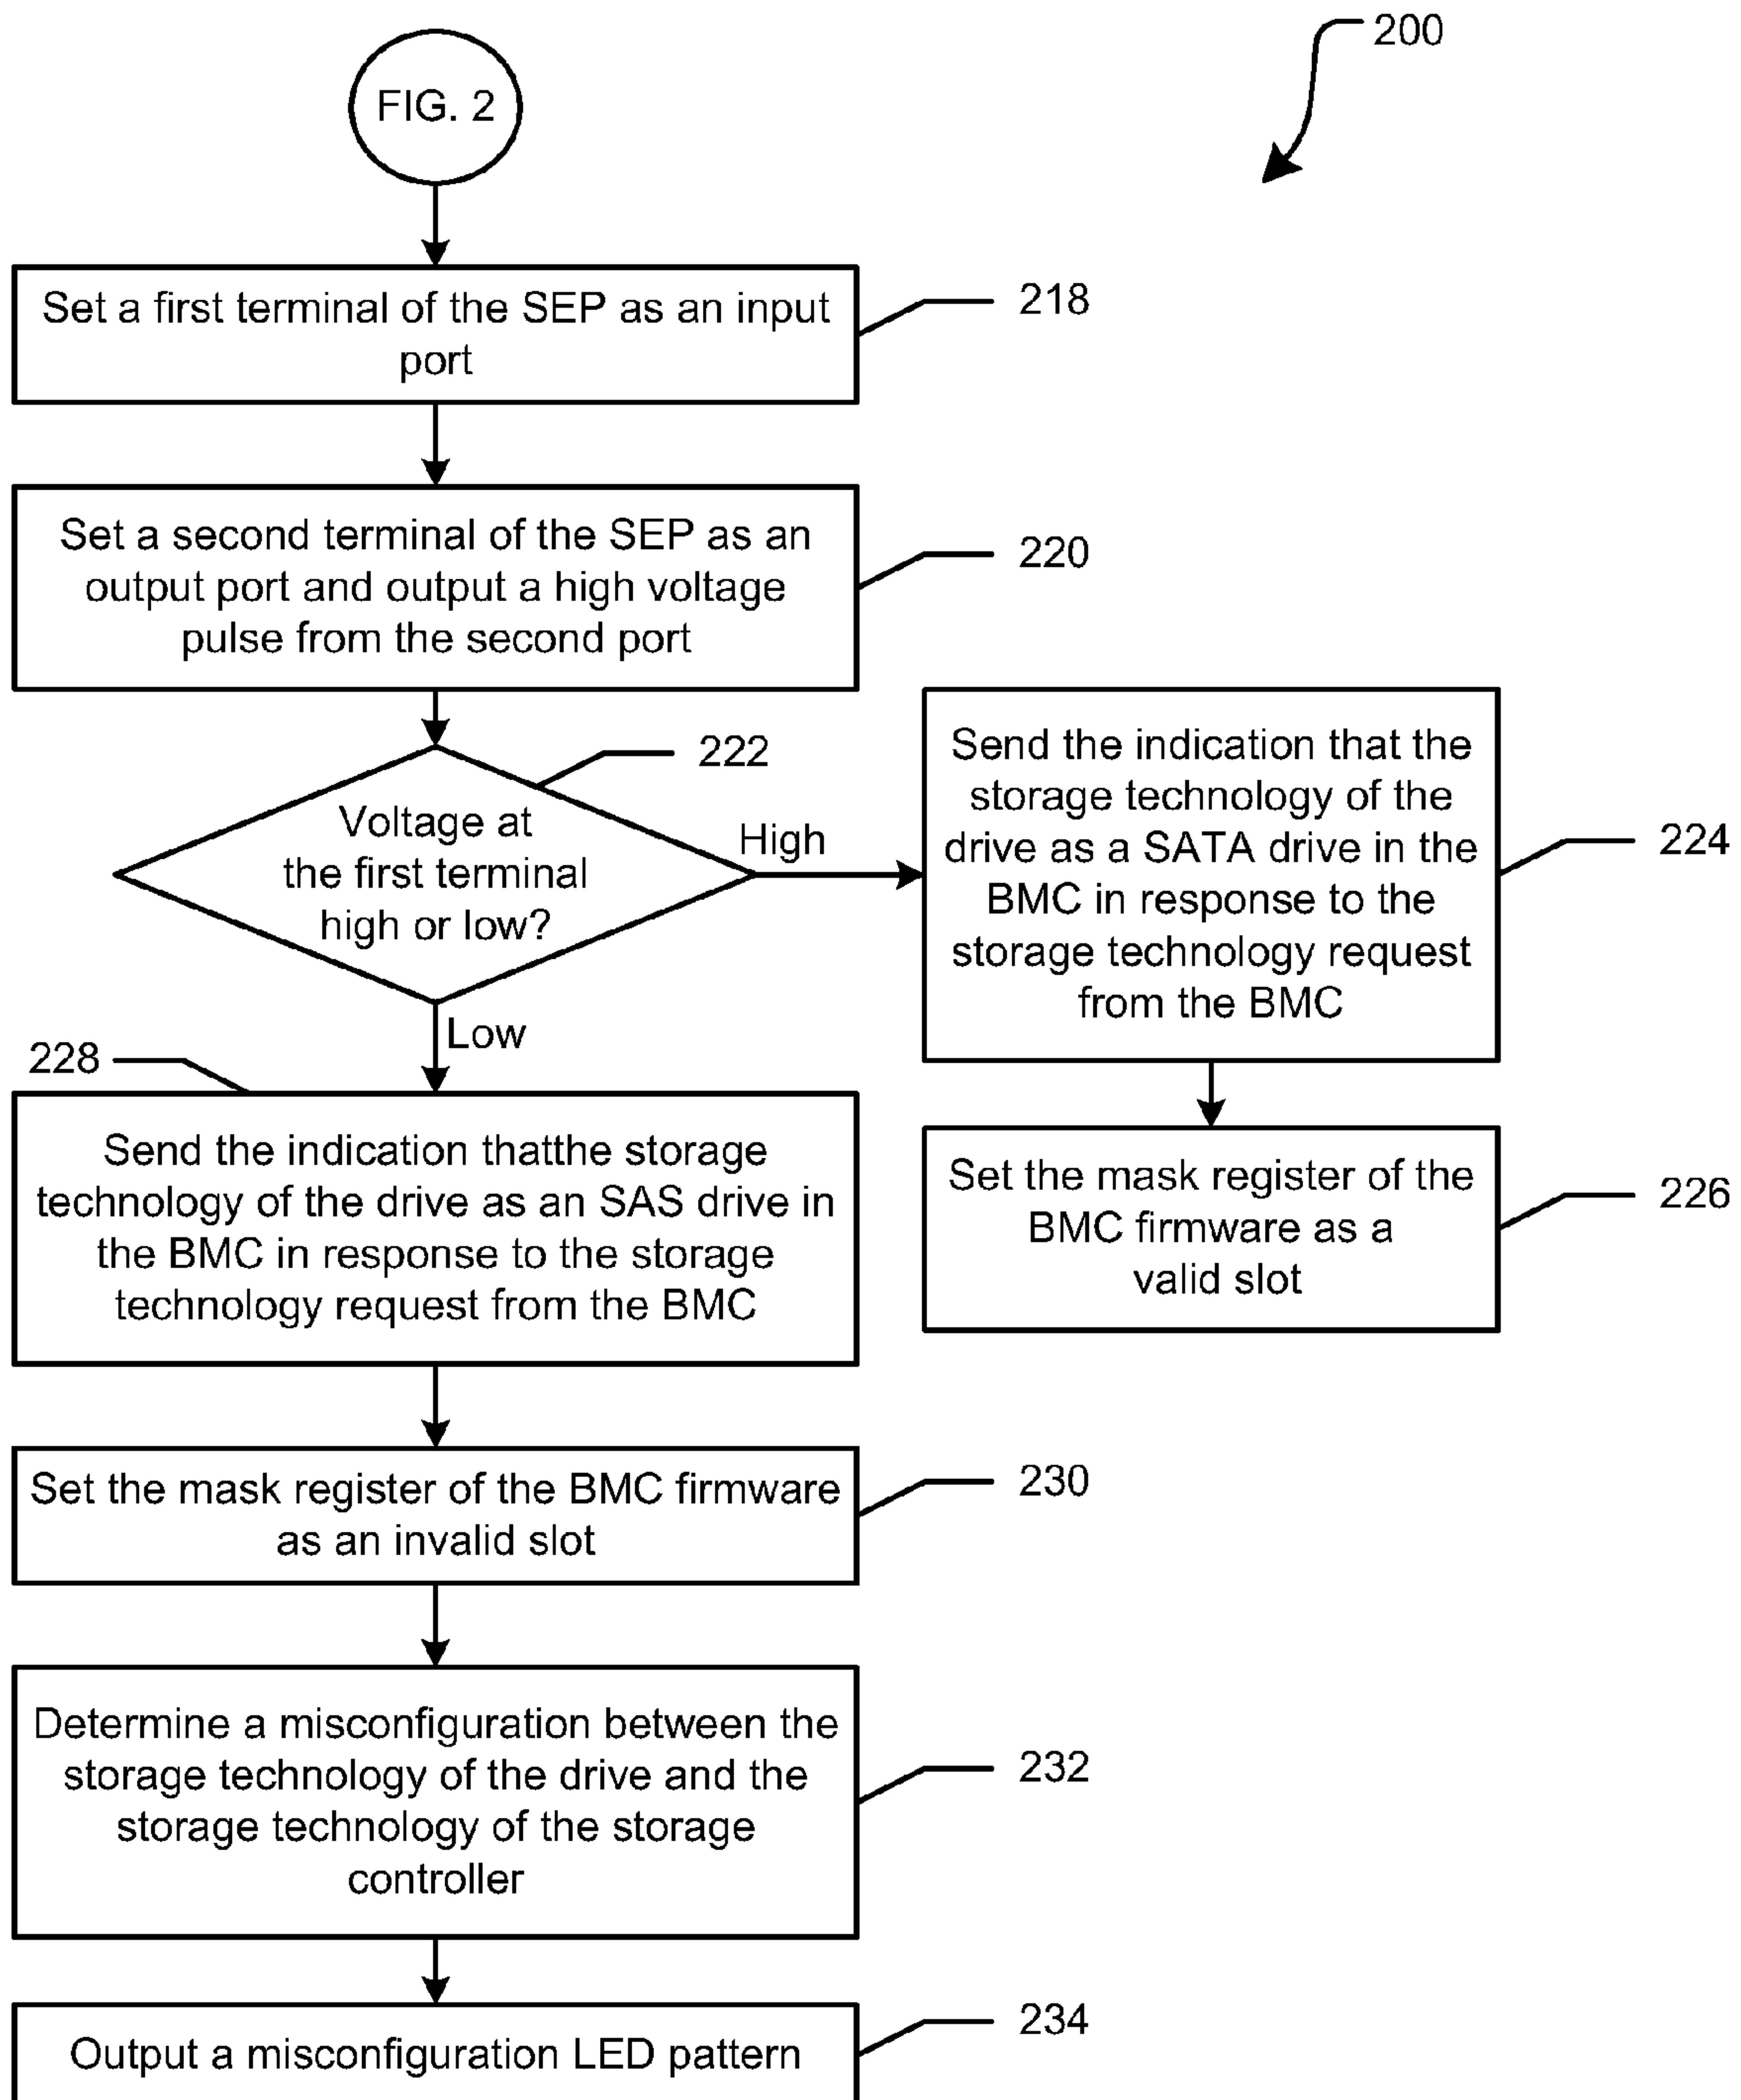 200
FIG. 2
Set a first terminal of the SEP as an input
port
218
Set a second terminal of the SEP as an
output port and output a high voltage
pulse from the second port
220
222
Voltage at
the first terminal
high or low?
High
Low
Send the indication that the
storage technology of the
drive as a SATA drive in the
BMC in response to the
storage technology request
from the BMC
224
Set the mask register of the
BMC firmware as a
valid slot
226
228
Send the indication thatthe storage
technology of the drive as an SAS drive in
the BMC in response to the storage
technology request from the BMC
Set the mask register of the BMC firmware
as an invalid slot
230
Determine a misconfiguration between the
storage technology of the drive and the
storage technology of the storage
controller
232
Output a misconfiguration LED pattern
234